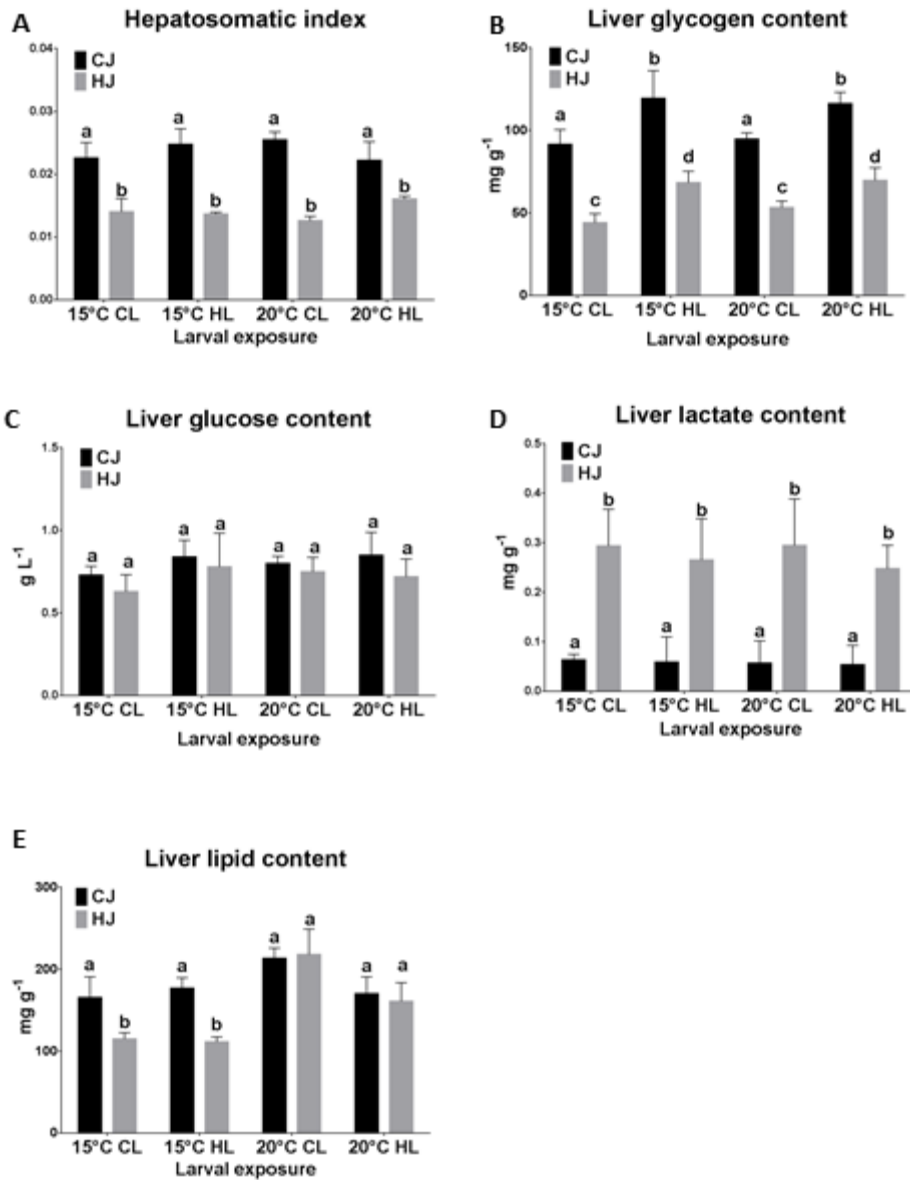 A
Hepatosomatic index
CJ
HJ
0.04
0.03
0.02
0.01
0.00
a
b
a
b
a
b
a
b
15°C CL 15°C HL 20°C CL 20°C HL
Larval exposure
B
Liver glycogen content
CJ
HJ
mg g⁻¹
150
100
50
0
a
c
b
d
a
c
b
d
15°C CL 15°C HL 20°C CL 20°C HL
Larval exposure
C
Liver glucose content
CJ
HJ
g L⁻¹
1.5
1.0
0.5
0.0
a
a
a
a
a
a
a
a
15°C CL 15°C HL 20°C CL 20°C HL
Larval exposure
D
Liver lactate content
CJ
HJ
mg g⁻¹
0.5
0.4
0.3
0.2
0.1
0.0
a
b
a
b
a
b
a
b
15°C CL 15°C HL 20°C CL 20°C HL
Larval exposure
E
Liver lipid content
CJ
HJ
mg g⁻¹
300
200
100
0
a
b
a
b
a
a
a
a
15°C CL 15°C HL 20°C CL 20°C HL
Larval exposure